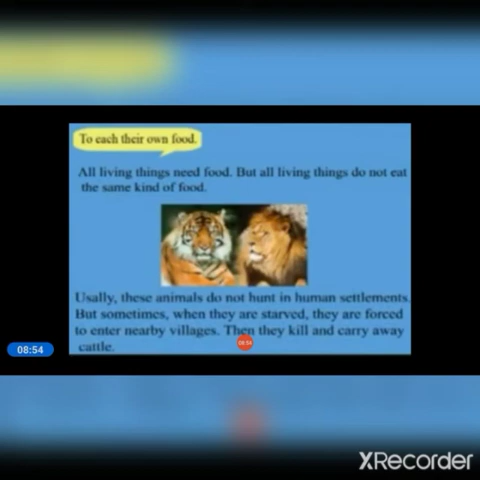 To each their own food.
All living things need food. But all living things do not eat
the same kind of food.
Usally, these animals do not hunt in human settlements.
But sometimes, when they are starved, they are forced
to enter nearby villages. Then they kill and carry away
cattle.
08:54
08:54
XRecorder